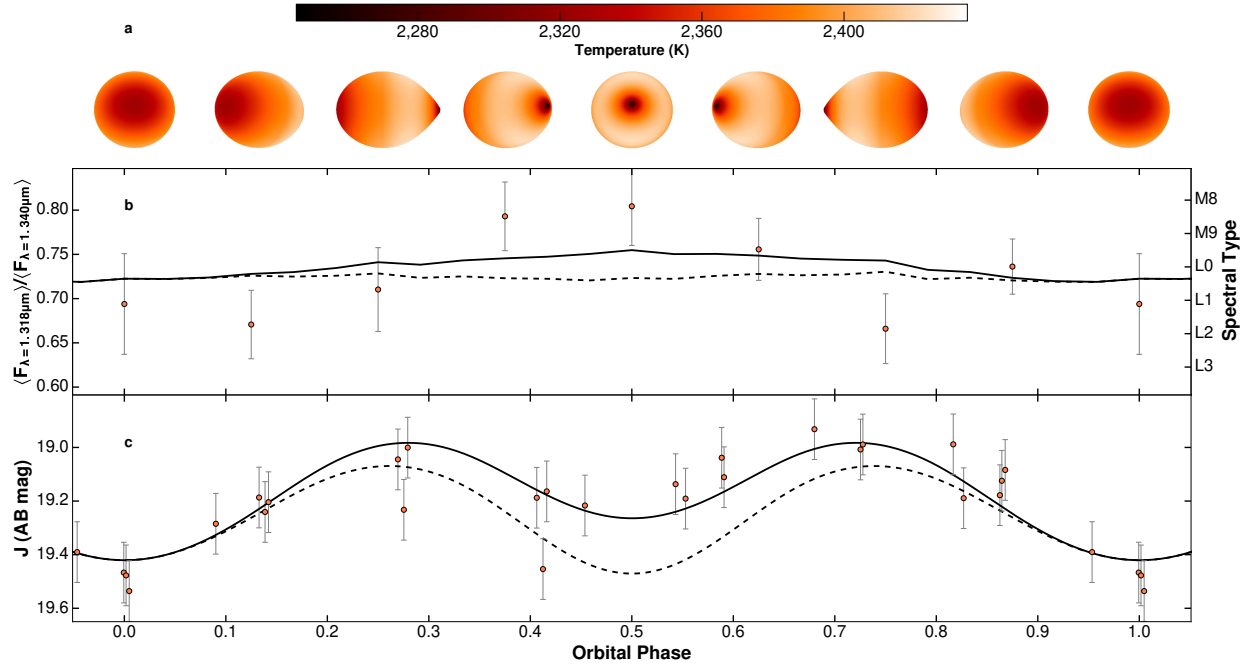 a
2,280 2,320 2,360 2,400
Temperature (K)
b
⟨Fλ=1.318μm⟩/⟨Fλ=1.340μm⟩
0.80
0.75
0.70
0.65
0.60
M8
M9
L0
L1
L2
L3
Spectral Type
c
J (AB mag)
19.0
19.2
19.4
19.6
0.0 0.1 0.2 0.3 0.4 0.5 0.6 0.7 0.8 0.9 1.0
Orbital Phase